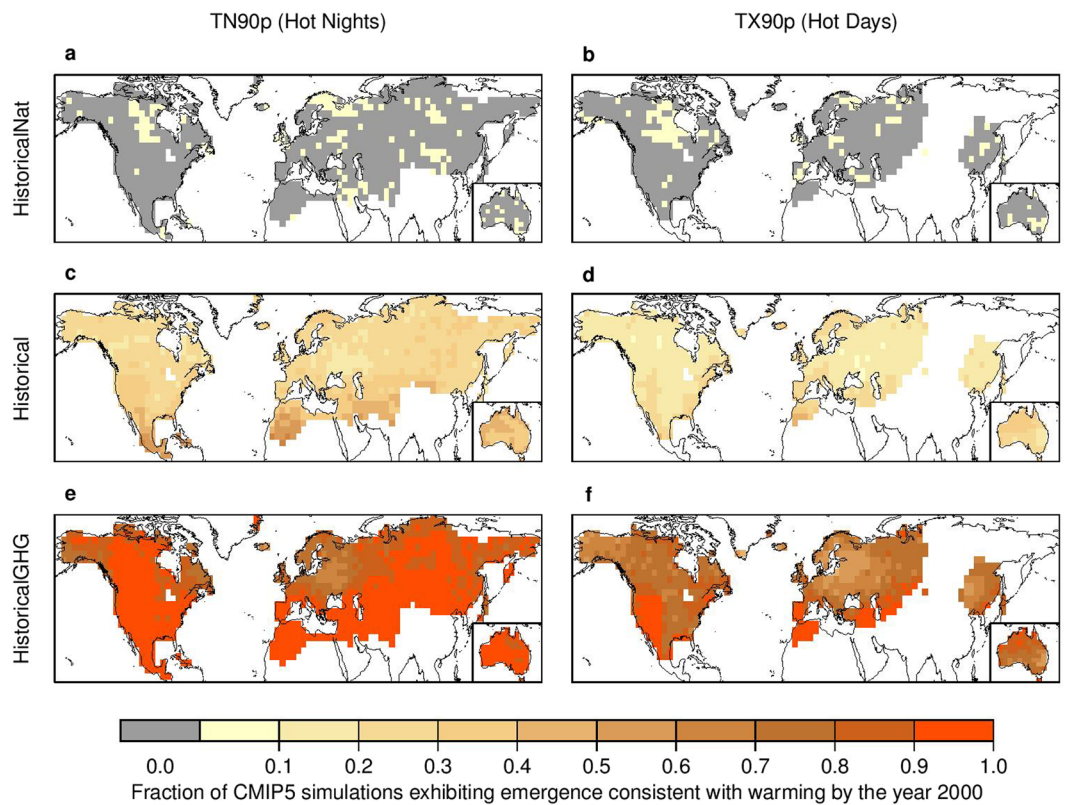 TN90p (Hot Nights)
TX90p (Hot Days)
a
b
HistoricalNat
c
d
Historical
e
f
HistoricalGHG
0.0 0.1 0.2 0.3 0.4 0.5 0.6 0.7 0.8 0.9 1.0
Fraction of CMIP5 simulations exhibiting emergence consistent with warming by the year 2000